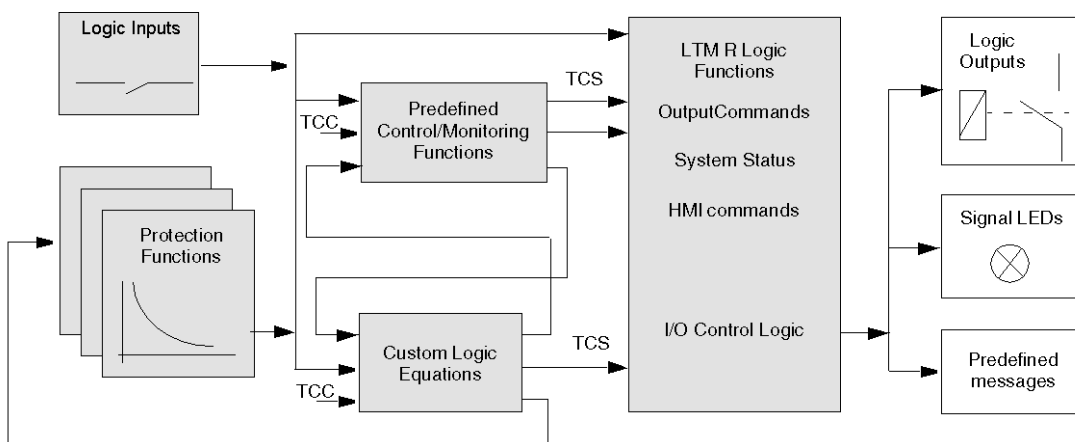 Logic Inputs
Protection
Functions
TCC
Predefined
Control/Monitoring
Functions
TCS
TCC
Custom Logic
Equations
TCS
LTM R Logic
Functions
OutputCommands
System Status
HMI commands
I/O Control Logic
Logic
Outputs
Signal LEDs
Predefined
messages